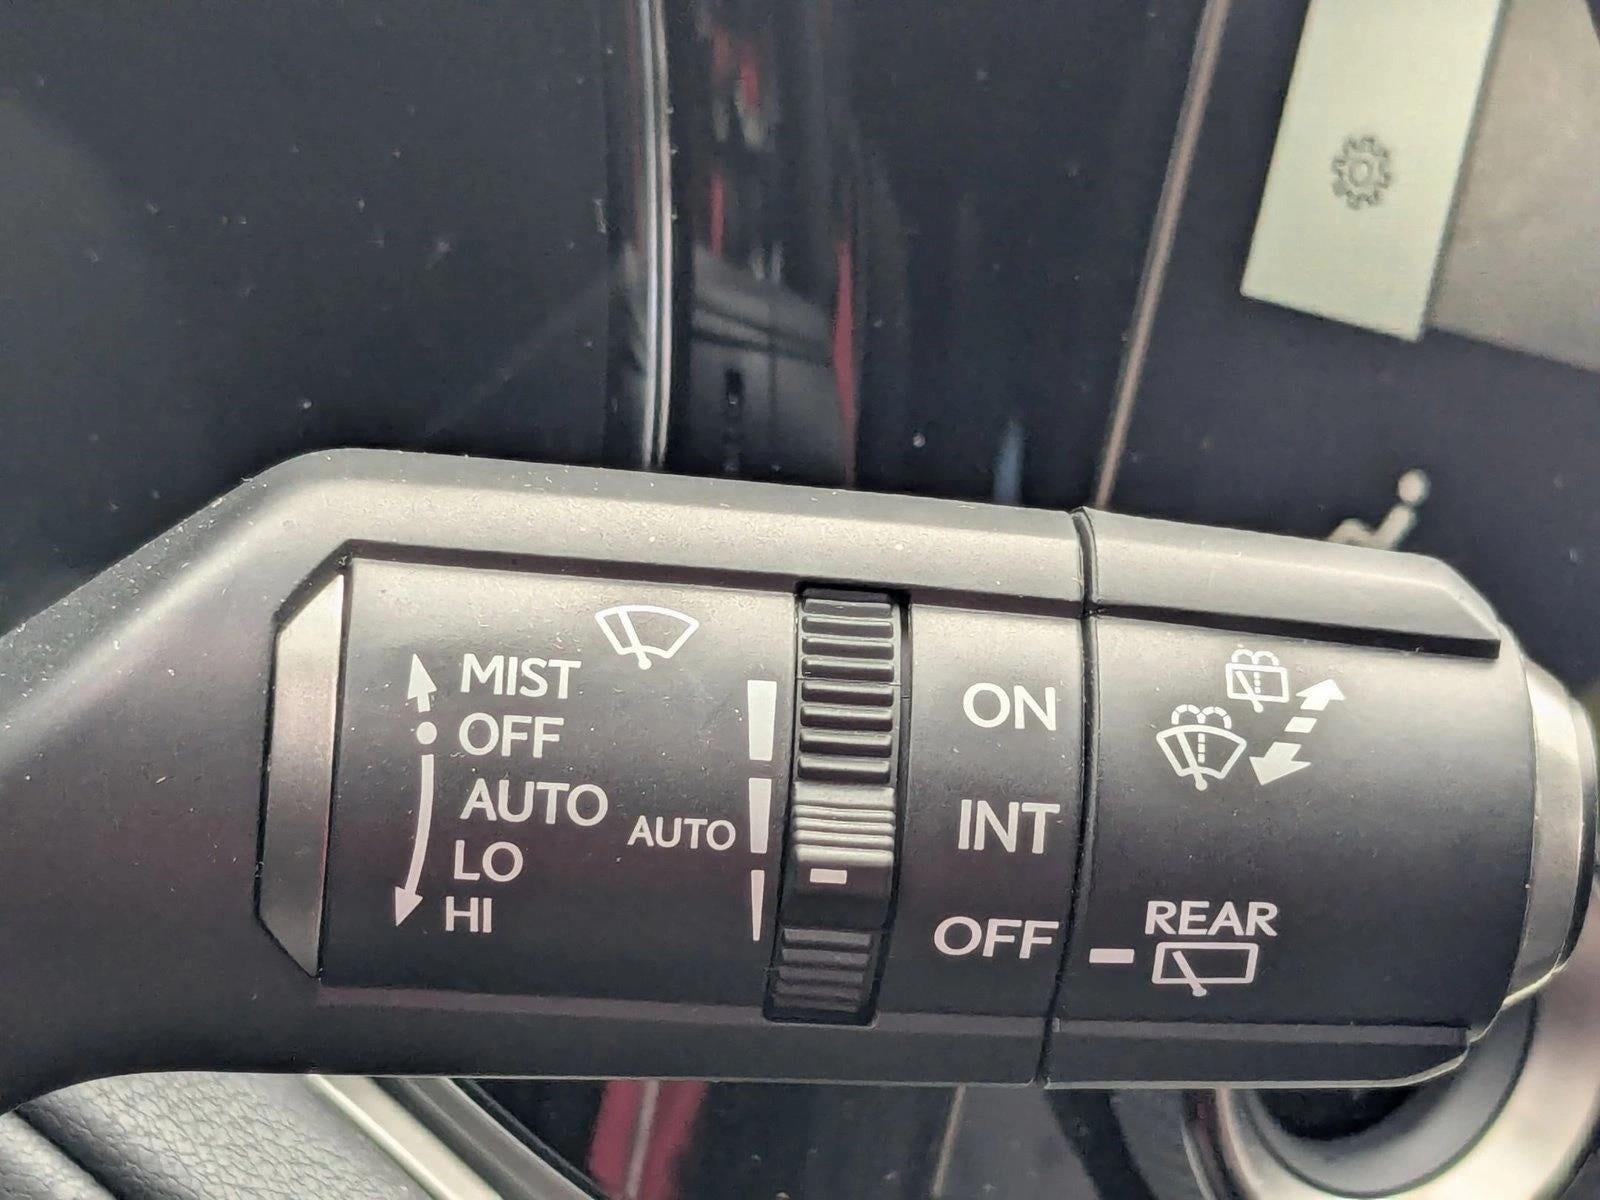 MIST
OFF
AUTO
LO
HI
AUTO
ON
INT
OFF
REAR